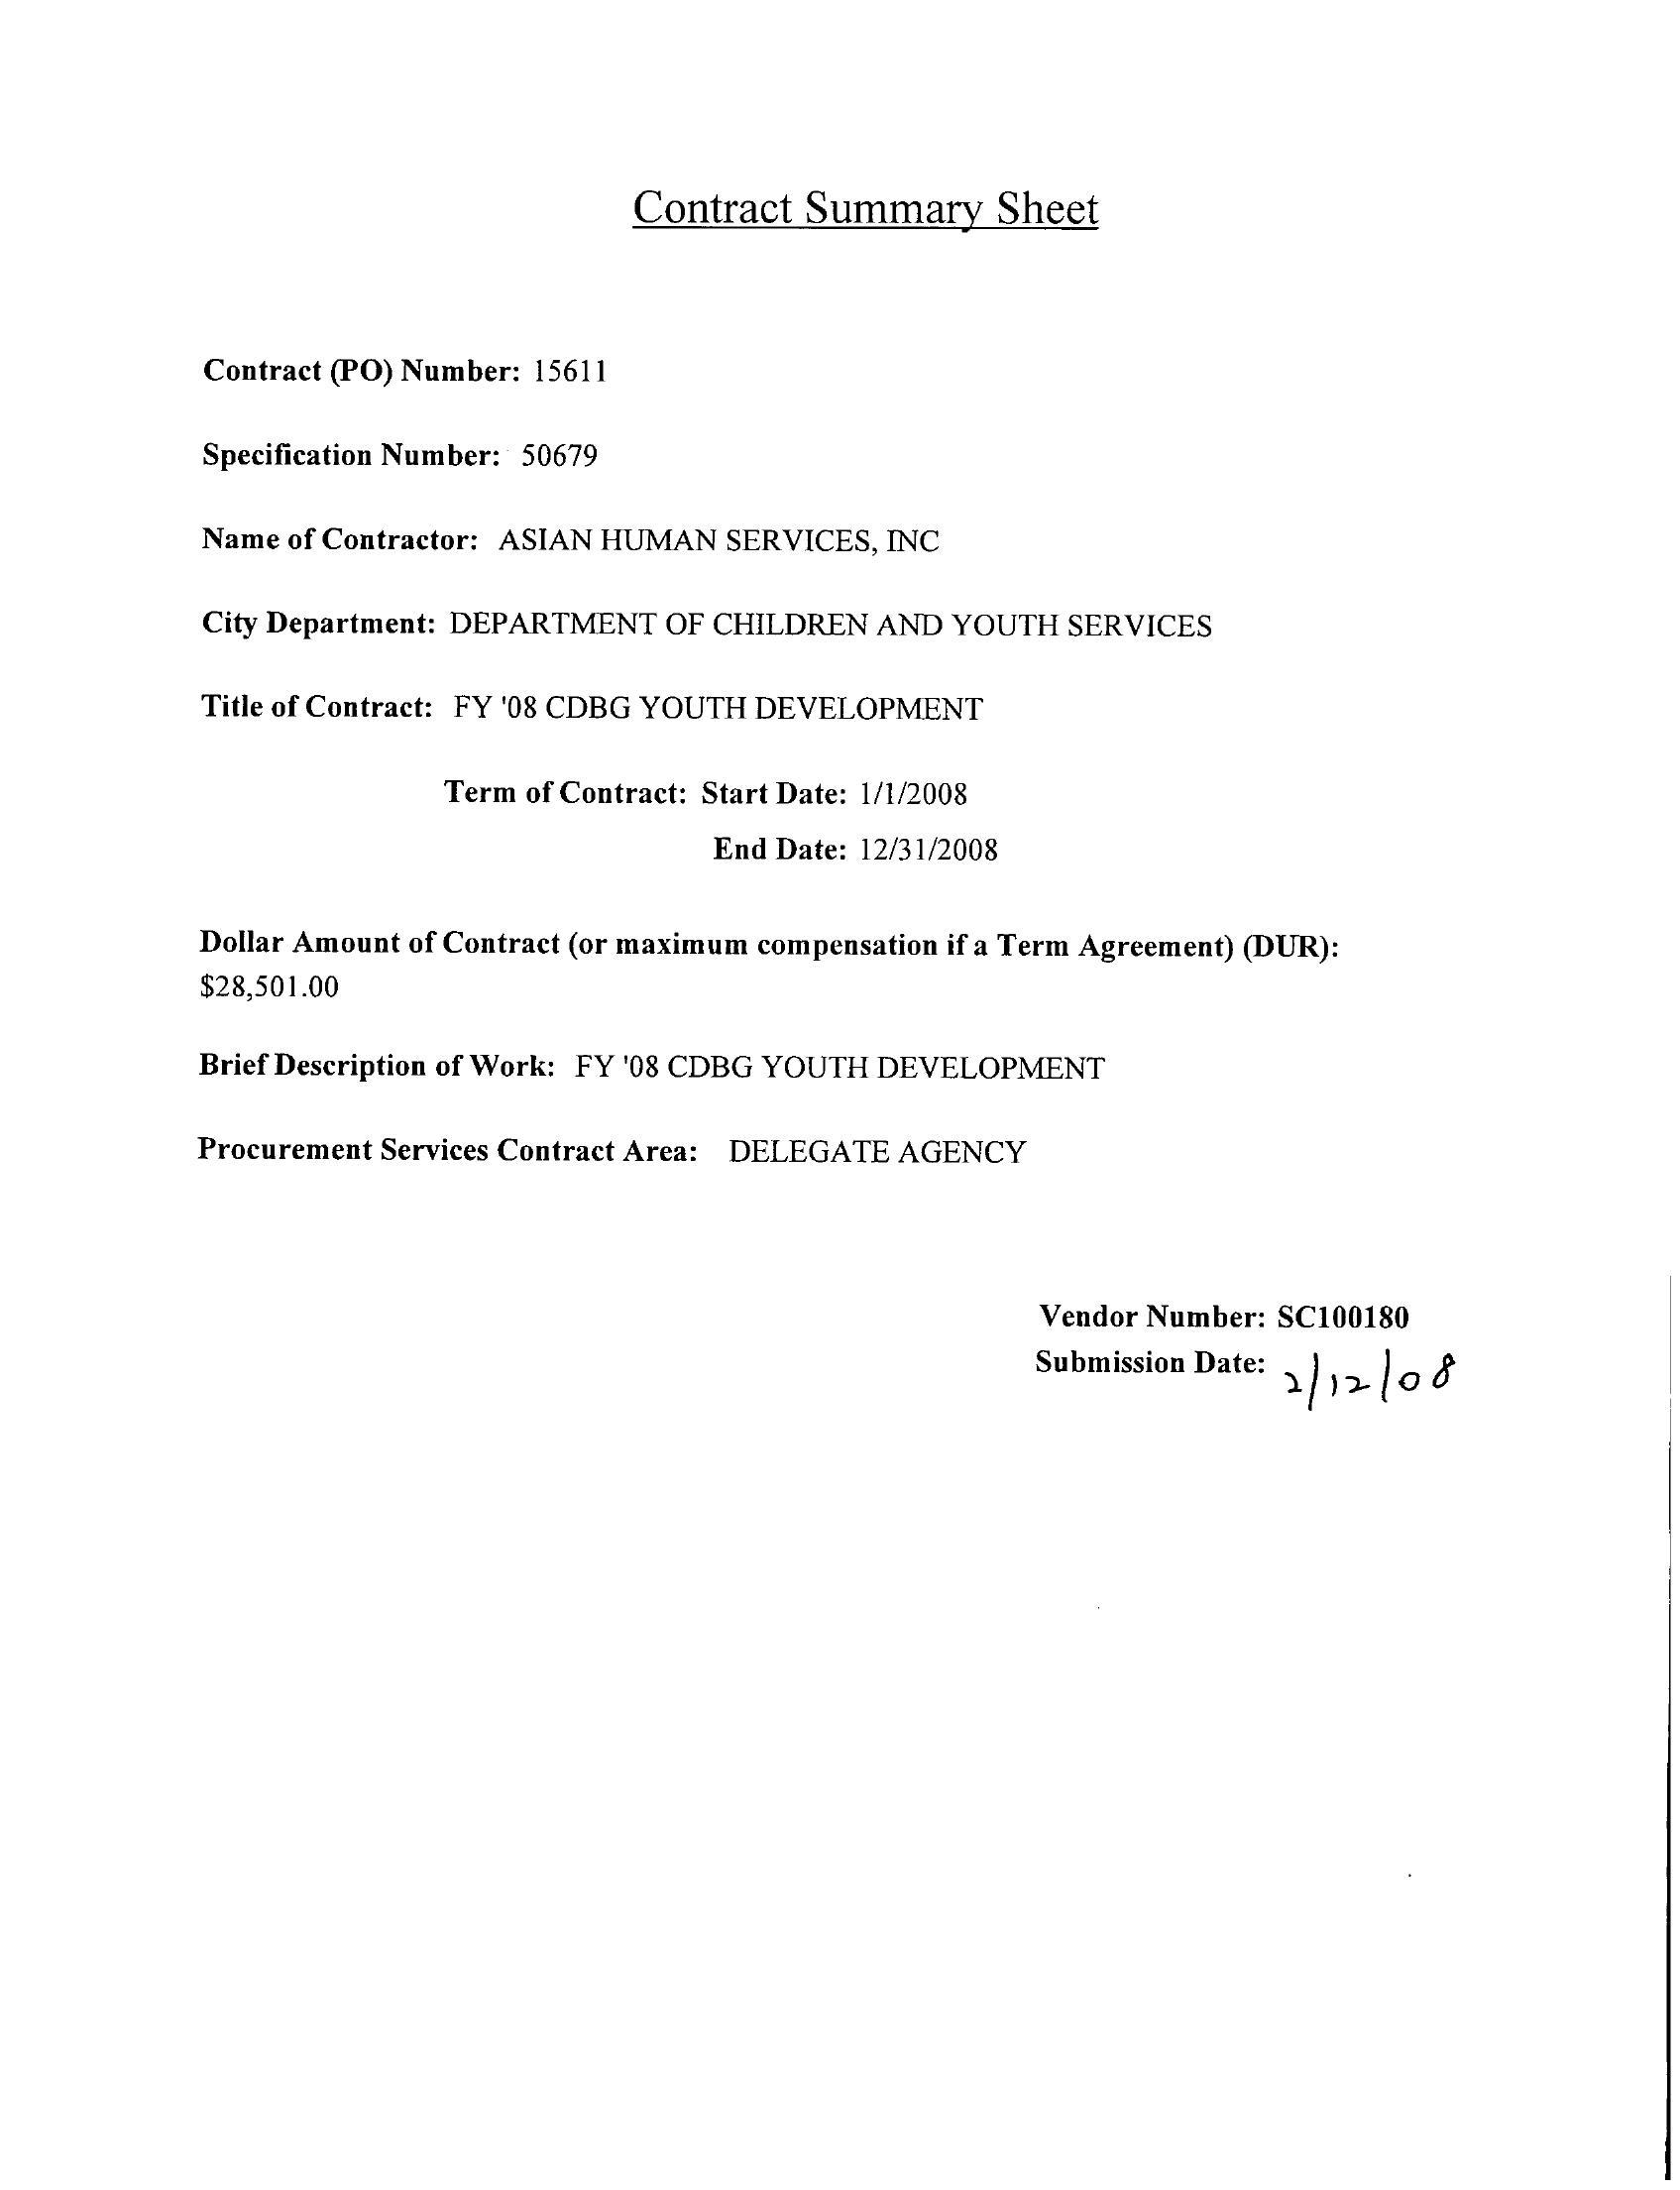 Contract Summary Sheet
Contract (PO) Number: 15611
Specification Number: 50679
Name of Contractor: ASIAN HUMAN SERVICES, INC
City Department: DEPARTMENT OF CHILDREN AND YOUTH SERVICES
Title of Contract: FY '08 CDBG YOUTH DEVELOPMENT
Term of Contract: Start Date: 1/1/2008
End Date: 12/31/2008
Dollar Amount of Contract (or maximum compensation if a Term Agreement) (DUR):
$28,501.00
Brief Description of Work: FY '08 CDBG YOUTH DEVELOPMENT
Procurement Services Contract Area: DELEGATE AGENCY
Vendor Number: SC100180
Submission Date: 2/12/08